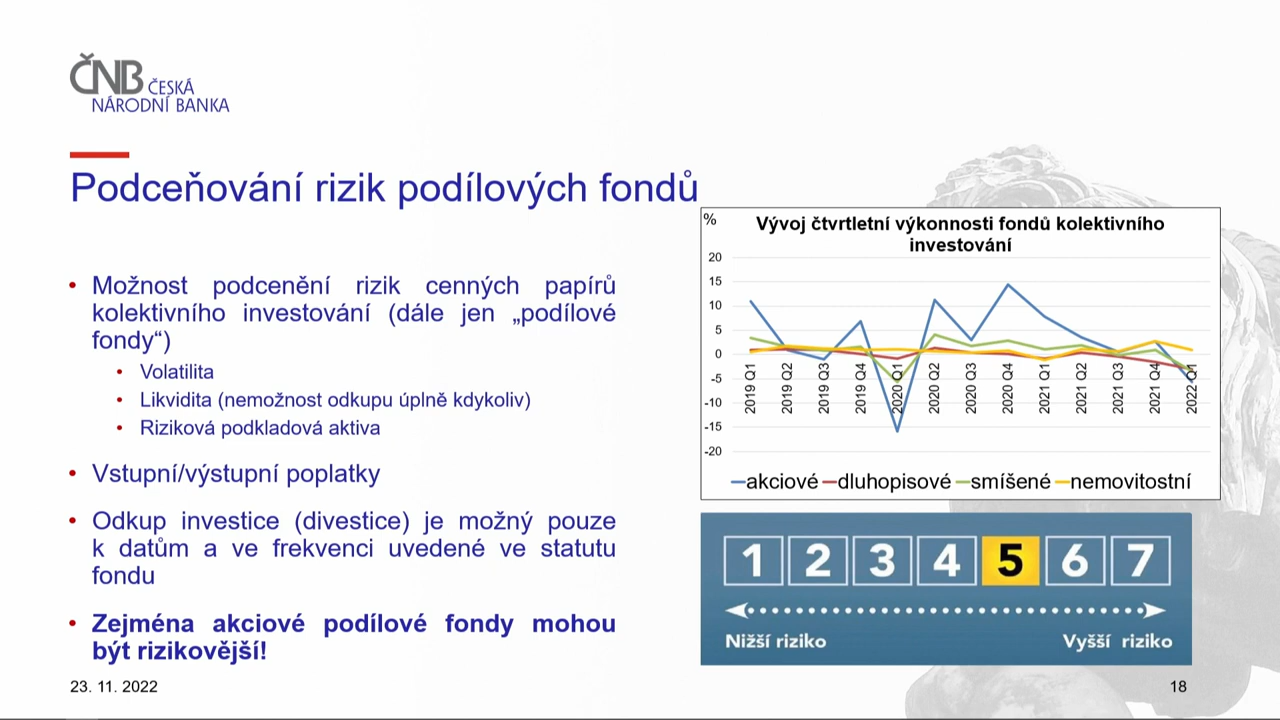 ČNB ČESKÁ
NÁRODNÍ BANKA
Podceňování rizik podílových fondů
• Možnost podcenění rizik cenných papírů
kolektivního investování (dále jen „podílové
fondy“)
• Volatilita
• Likvidita (nemožnost odkupu úplně kdykoliv)
• Riziková podkladová aktiva
• Vstupní/výstupní poplatky
• Odkup investice (divestice) je možný pouze
k datům a ve frekvenci uvedené ve statutu
fondu
• Zejména akciové podílové fondy mohou
být rizikovější!
%
Vývoj čtvrtletní výkonnosti fondů kolektivního
investování
20
15
10
5
0
-5
-10
-15
-20
2019 Q1
2019 Q2
2019 Q3
2019 Q4
2020 Q1
2020 Q2
2020 Q3
2020 Q4
2021 Q1
2021 Q2
2021 Q3
2021 Q4
2022 Q1
akciové dluhopisové smíšené nemovitostní
1 2 3 4 5 6 7
Nižší riziko Vyšší riziko
23. 11. 2022
18